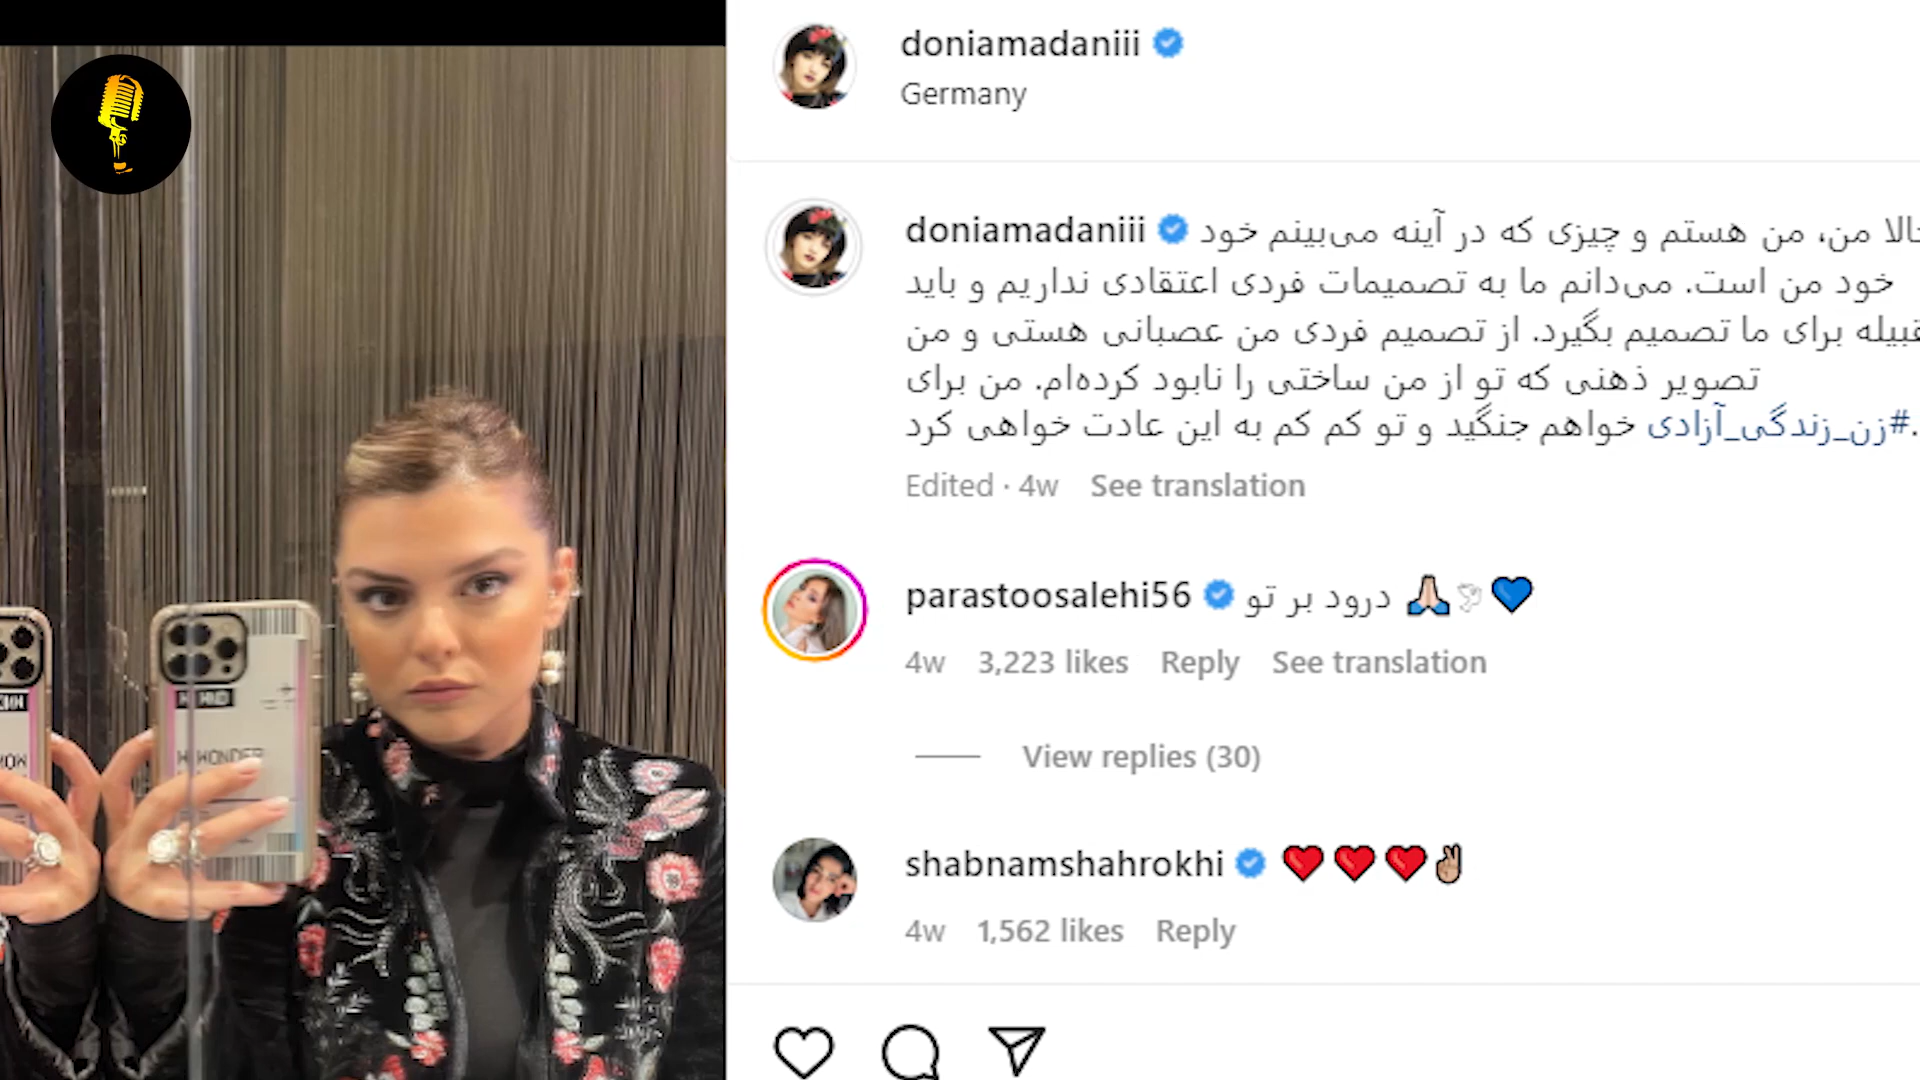 doniamadaniii
Germany
doniamadaniii حالا من، من هستم و چیزی که در آینه می‌بینم خود
خود من است. می‌دانم ما به تصمیمات فردی اعتقادی نداریم و باید
قبیله برای ما تصمیم بگیرد. از تصمیم فردی من عصبانی هستی و من
تصویر ذهنی که تو از من ساختی را نابود کرده‌ام. من برای
#زن_زندگی_آزادی خواهم جنگید و تو کم کم به این عادت خواهی کرد.
Edited · 4w See translation
parastoosalehi56 درود بر تو 🙏🏻🕊💙
4w 3,223 likes Reply See translation
View replies (30)
shabnamshahrokhi ❤️❤️❤️✌🏽
4w 1,562 likes Reply